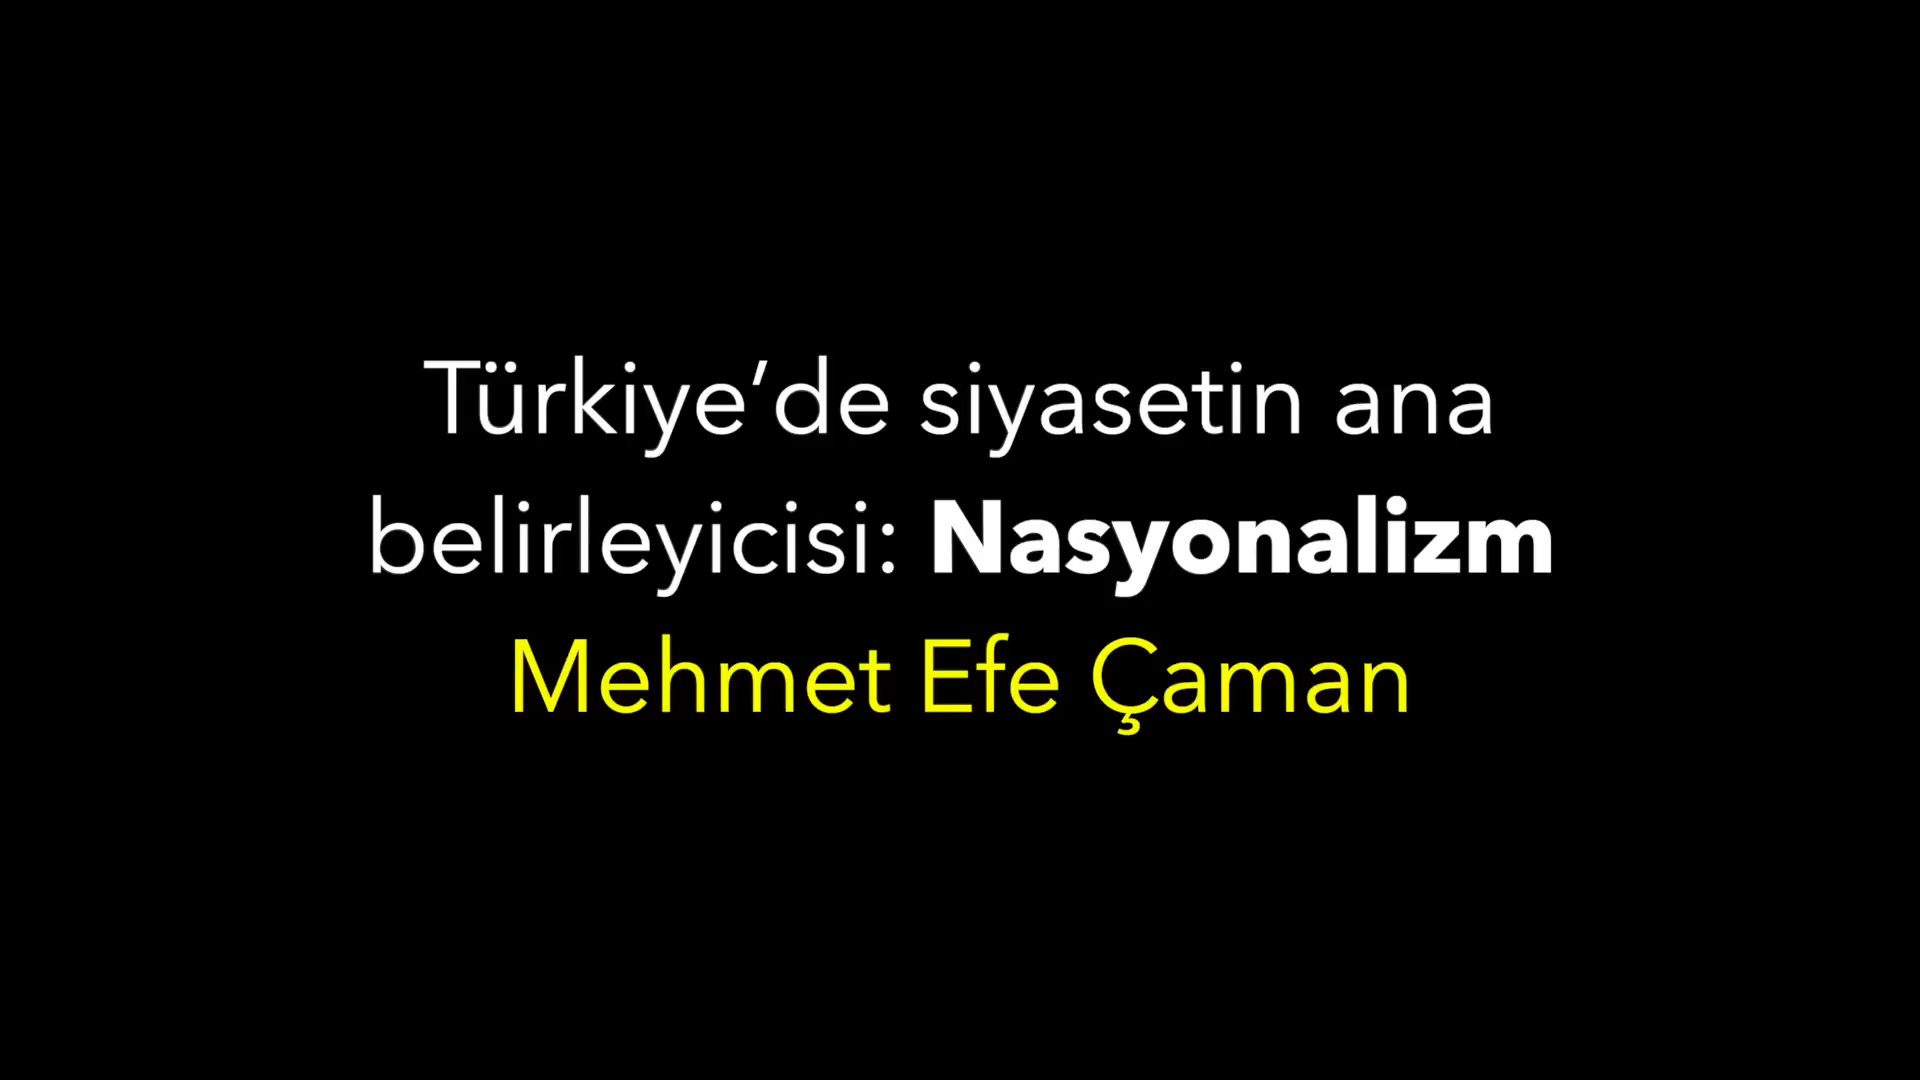 Türkiye’de siyasetin ana
belirleyicisi: Nasyonalizm
Mehmet Efe Çaman